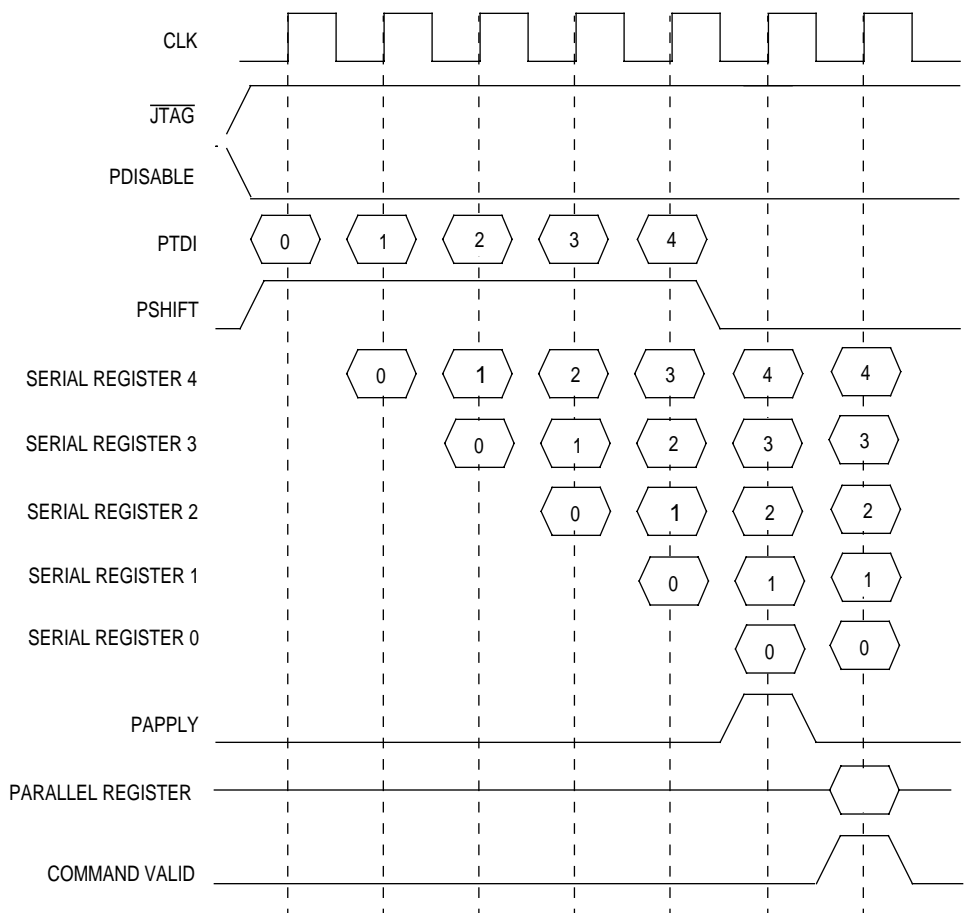 CLK
JTAG
PDISABLE
PTDI 0 1 2 3 4
PSHIFT
SERIAL REGISTER 4 0 1 2 3 4 4
SERIAL REGISTER 3 0 1 2 3 3
SERIAL REGISTER 2 0 1 2 2
SERIAL REGISTER 1 0 1 1
SERIAL REGISTER 0 0 0
PAPPLY
PARALLEL REGISTER
COMMAND VALID